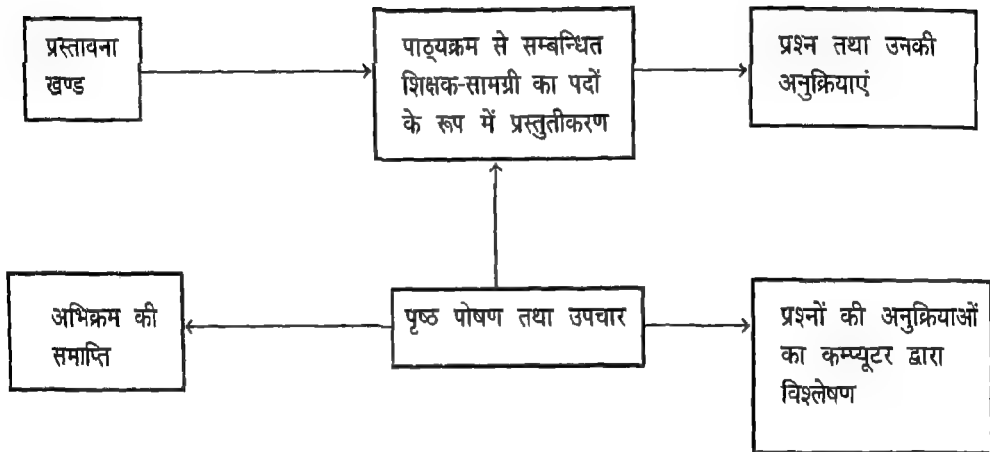 प्रस्तावना
खण्ड
पाठ्यक्रम से सम्बन्धित
शिक्षक-सामग्री का पदों
के रूप में प्रस्तुतीकरण
प्रश्न तथा उनकी
अनुक्रियाएं
अभिक्रम की
समाप्ति
पृष्ठ पोषण तथा उपचार
प्रश्नों की अनुक्रियाओं
का कम्प्यूटर द्वारा
विश्लेषण